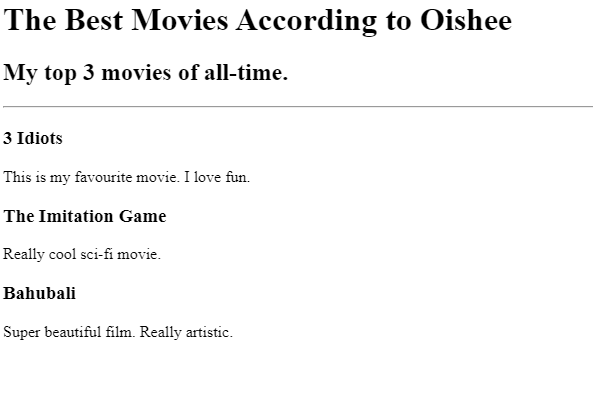 The Best Movies According to Oishee
My top 3 movies of all-time.
3 Idiots
This is my favourite movie. I love fun.
The Imitation Game
Really cool sci-fi movie.
Bahubali
Super beautiful film. Really artistic.